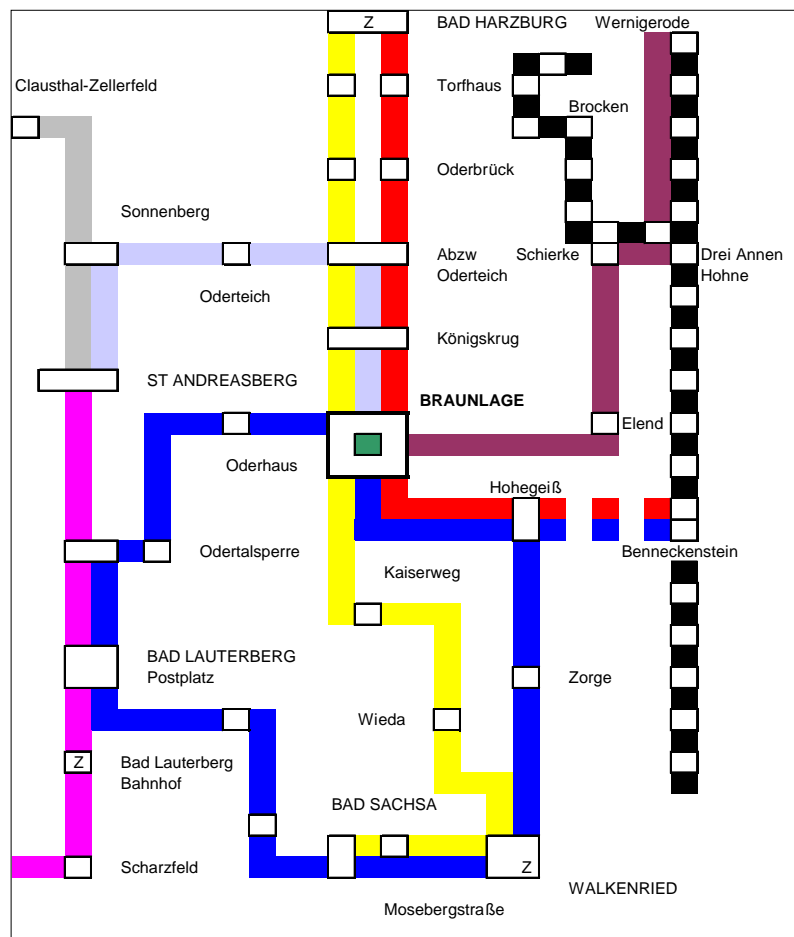 Z
BAD HARZBURG
Wernigerode
Clausthal-Zellerfeld
Torfhaus
Brocken
Oderbrück
Sonnenberg
Abzw
Oderteich
Schierke
Drei Annen
Hohne
Oderteich
Königskrug
ST ANDREASBERG
BRAUNLAGE
Elend
Oderhaus
Hohegeiß
Odertalsperre
Benneckenstein
Kaiserweg
BAD LAUTERBERG
Postplatz
Zorge
Wieda
Z
Bad Lauterberg
Bahnhof
BAD SACHSA
Scharzfeld
Z
WALKENRIED
Mosebergstraße